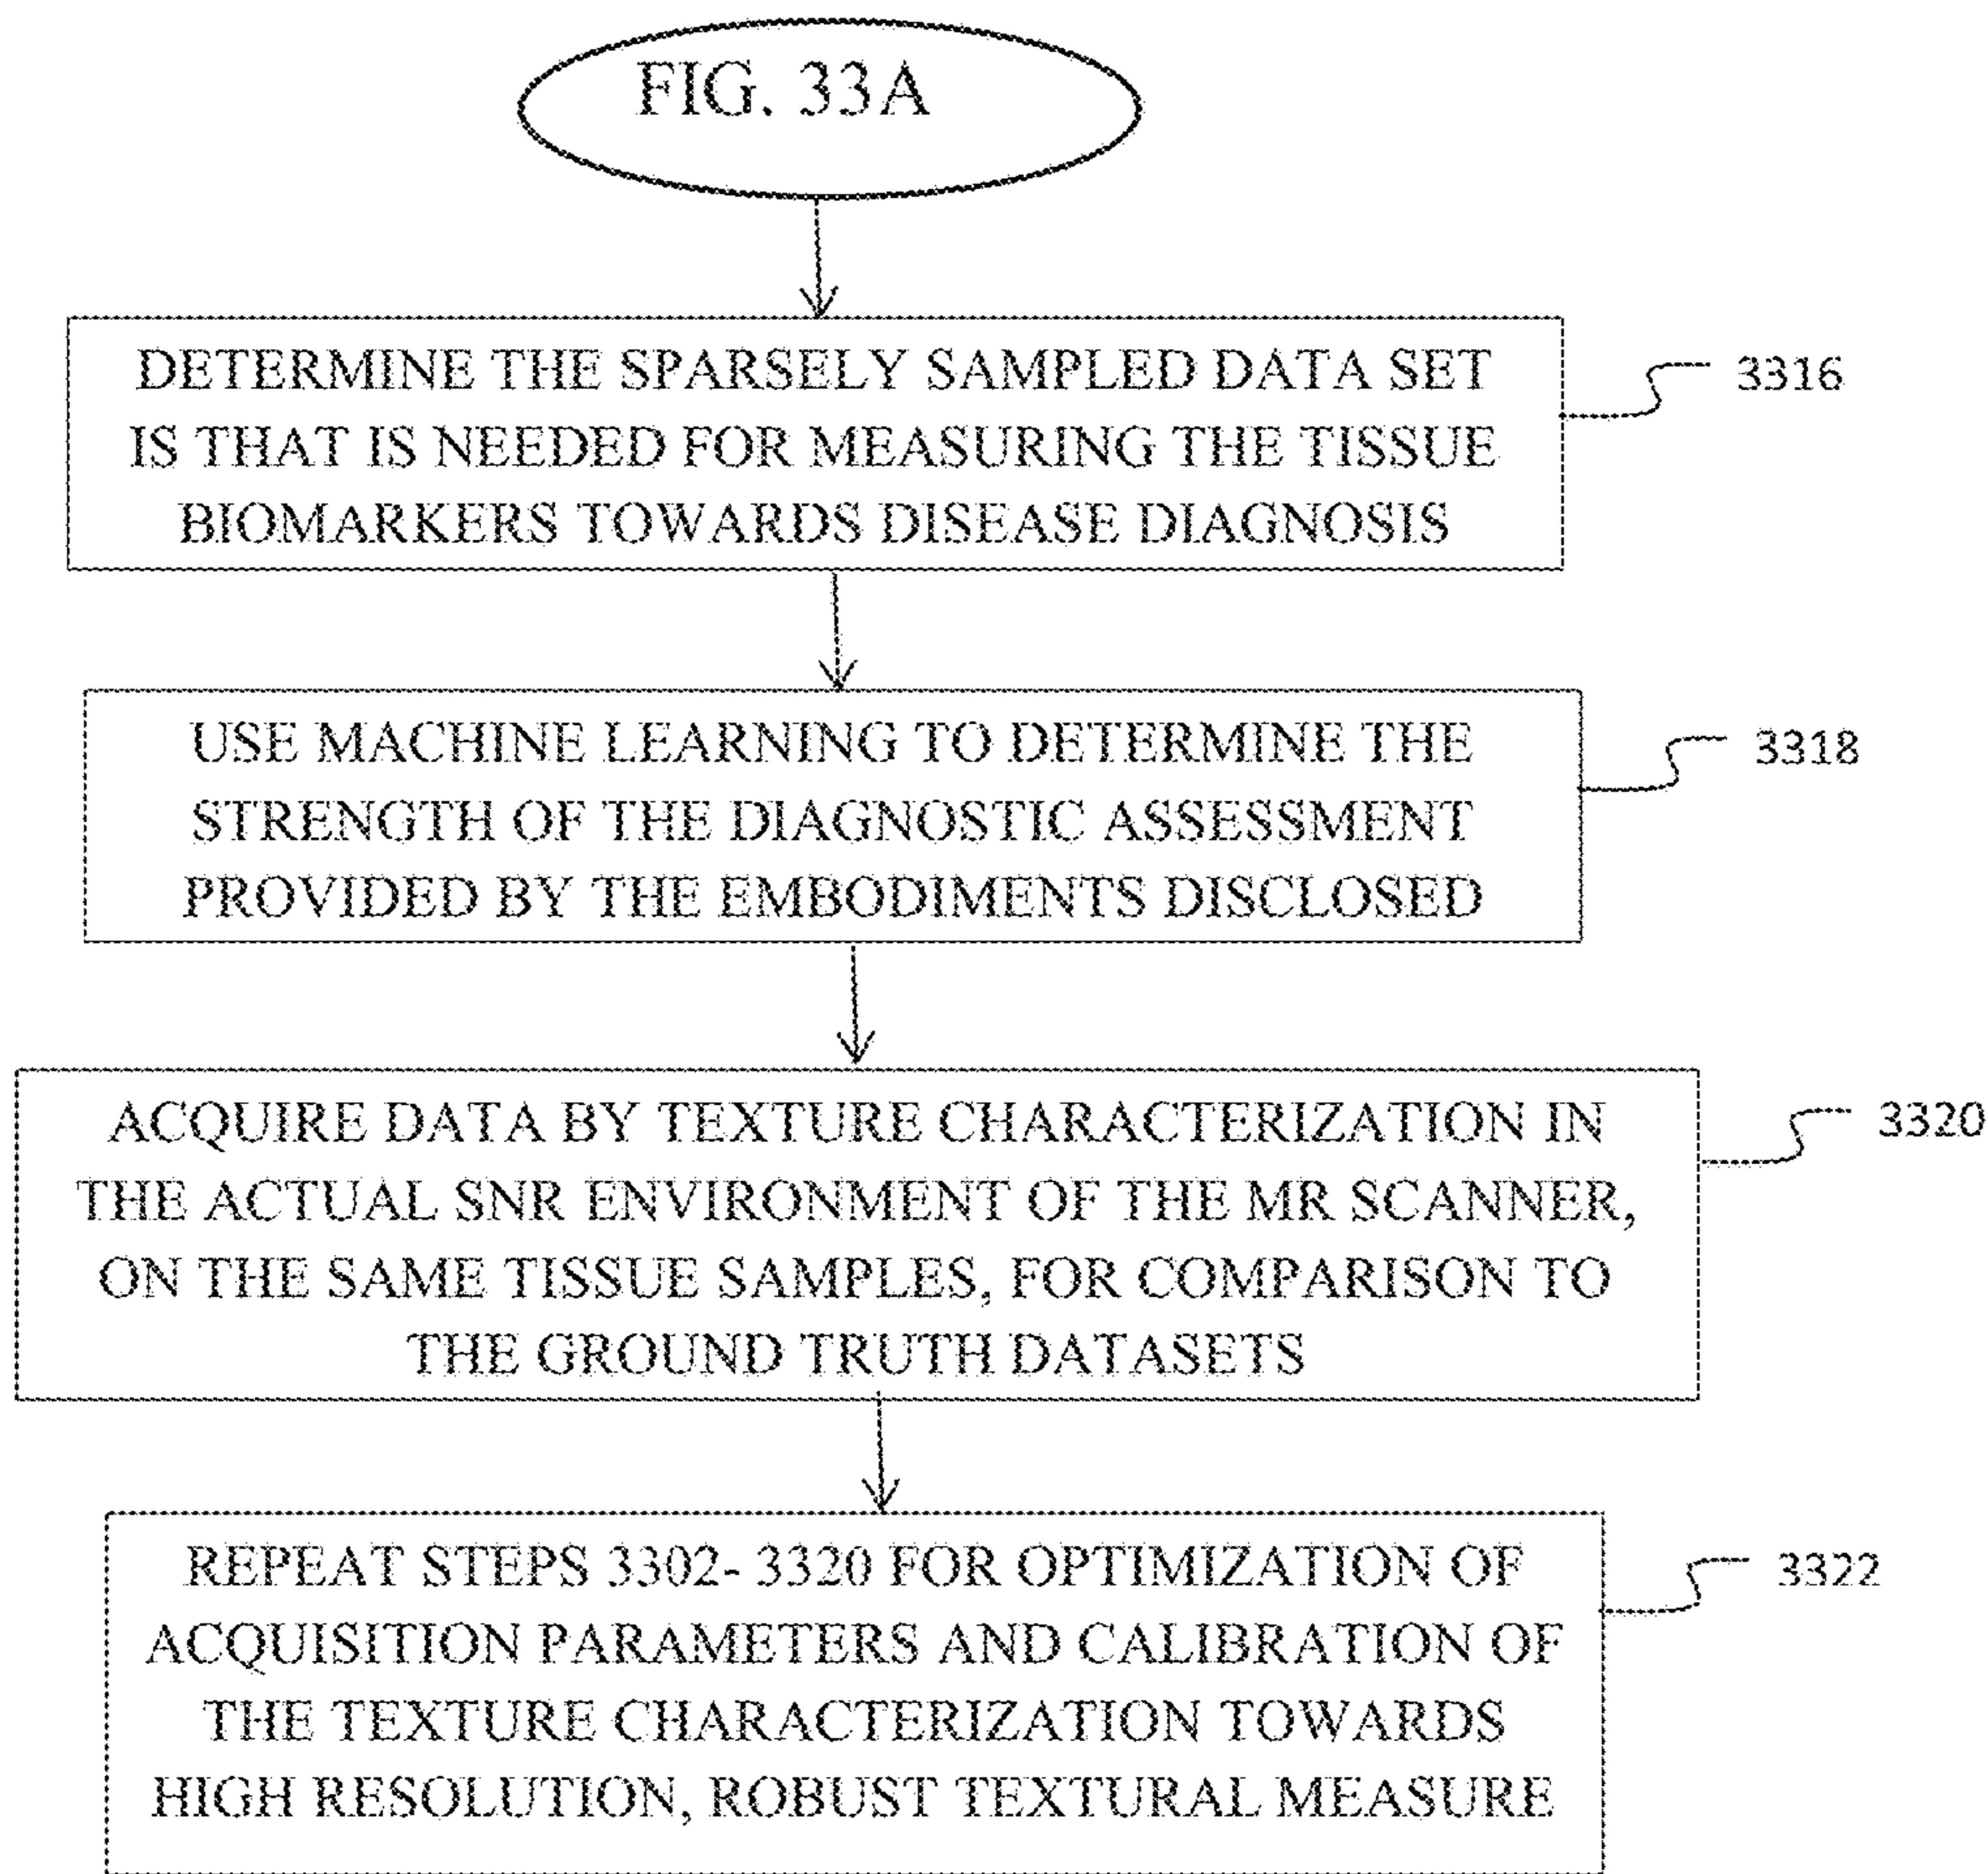 FIG. 33A
DETERMINE THE SPARSELY SAMPLED DATA SET
IS THAT IS NEEDED FOR MEASURING THE TISSUE
BIOMARKERS TOWARDS DISEASE DIAGNOSIS
3316
USE MACHINE LEARNING TO DETERMINE THE
STRENGTH OF THE DIAGNOSTIC ASSESSMENT
PROVIDED BY THE EMBODIMENTS DISCLOSED
3318
ACQUIRE DATA BY TEXTURE CHARACTERIZATION IN
THE ACTUAL SNR ENVIRONMENT OF THE MR SCANNER,
ON THE SAME TISSUE SAMPLES, FOR COMPARISON TO
THE GROUND TRUTH DATASETS
3320
REPEAT STEPS 3302- 3320 FOR OPTIMIZATION OF
ACQUISITION PARAMETERS AND CALIBRATION OF
THE TEXTURE CHARACTERIZATION TOWARDS
HIGH RESOLUTION, ROBUST TEXTURAL MEASURE
3322